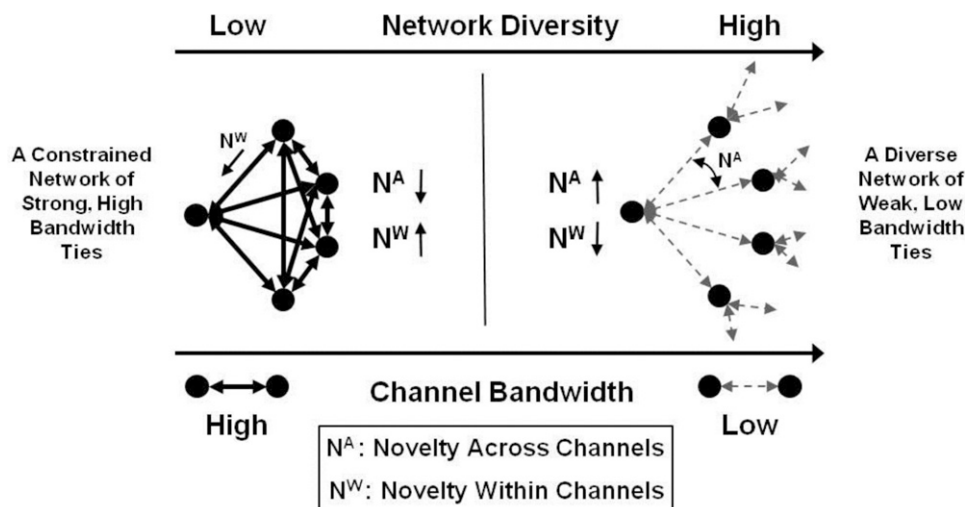 Low Network Diversity High
A Constrained
Network of
Strong, High
Bandwidth
Ties
N^W
N^A ↓
N^W ↑
N^A ↑
N^W ↓
N^A
A Diverse
Network of
Weak, Low
Bandwidth
Ties
High Channel Bandwidth Low
N^A: Novelty Across Channels
N^W: Novelty Within Channels